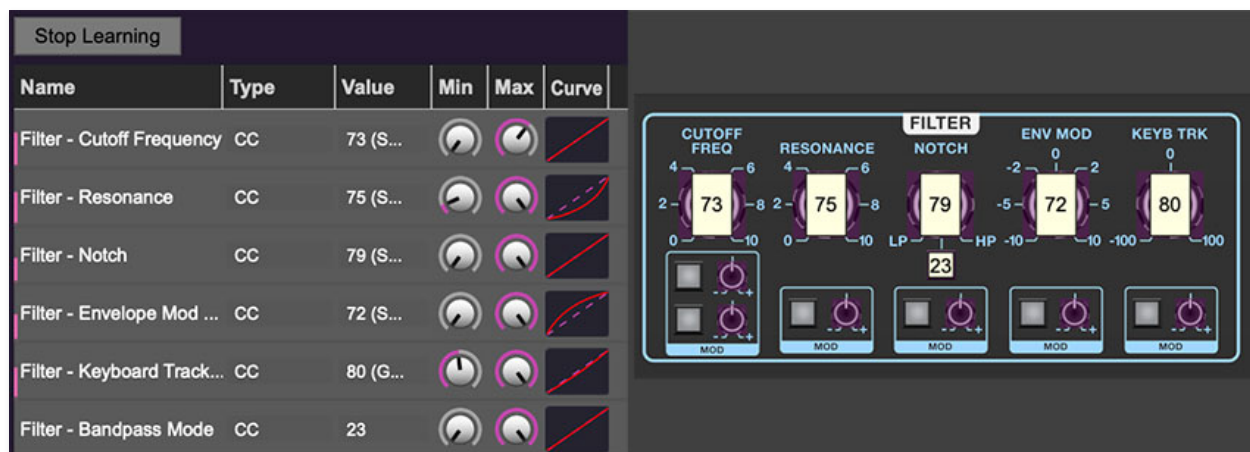 Stop Learning
Name Type Value Min Max Curve
Filter - Cutoff Frequency CC 73 (S...
Filter - Resonance CC 75 (S...
Filter - Notch CC 79 (S...
Filter - Envelope Mod ... CC 72 (S...
Filter - Keyboard Track... CC 80 (G...
Filter - Bandpass Mode CC 23
FILTER
CUTOFF FREQ
4 6
2 73 8
0 10
RESONANCE
4 6
2 75 8
0 10
NOTCH
79
LP HP
23
ENV MOD
0
-2 2
-5 72 5
-10 10
KEYB TRK
0
80
-100 100
- +
- +
MOD
- +
MOD
- +
MOD
- +
MOD
- +
MOD